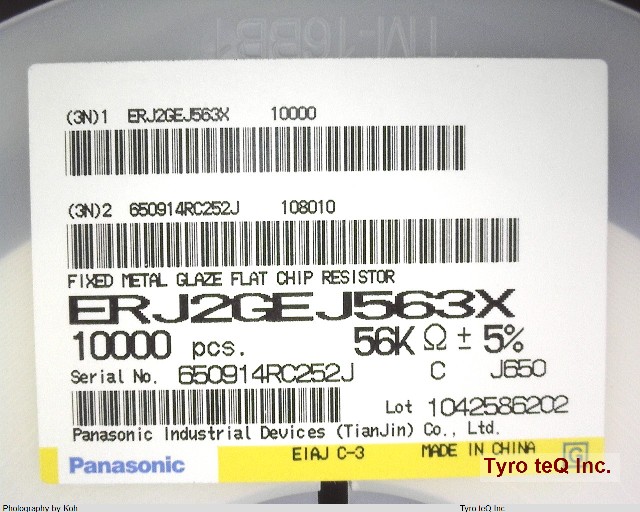 TM-16BB1
(3N)1 ERJ2GEJ563X 10000
(3N)2 650914RC252J 108010
FIXED METAL GLAZE FLAT CHIP RESISTOR
ERJ2GEJ563X
10000 pcs. 56K Ω ± 5%
Serial No. 650914RC252J C J650
Lot 1042586202
Panasonic Industrial Devices (TianJin) Co., Ltd.
Panasonic EIAJ C-3 MADE IN CHINA G
Tyro teQ Inc.
Photography by Koh Tyro teQ Inc